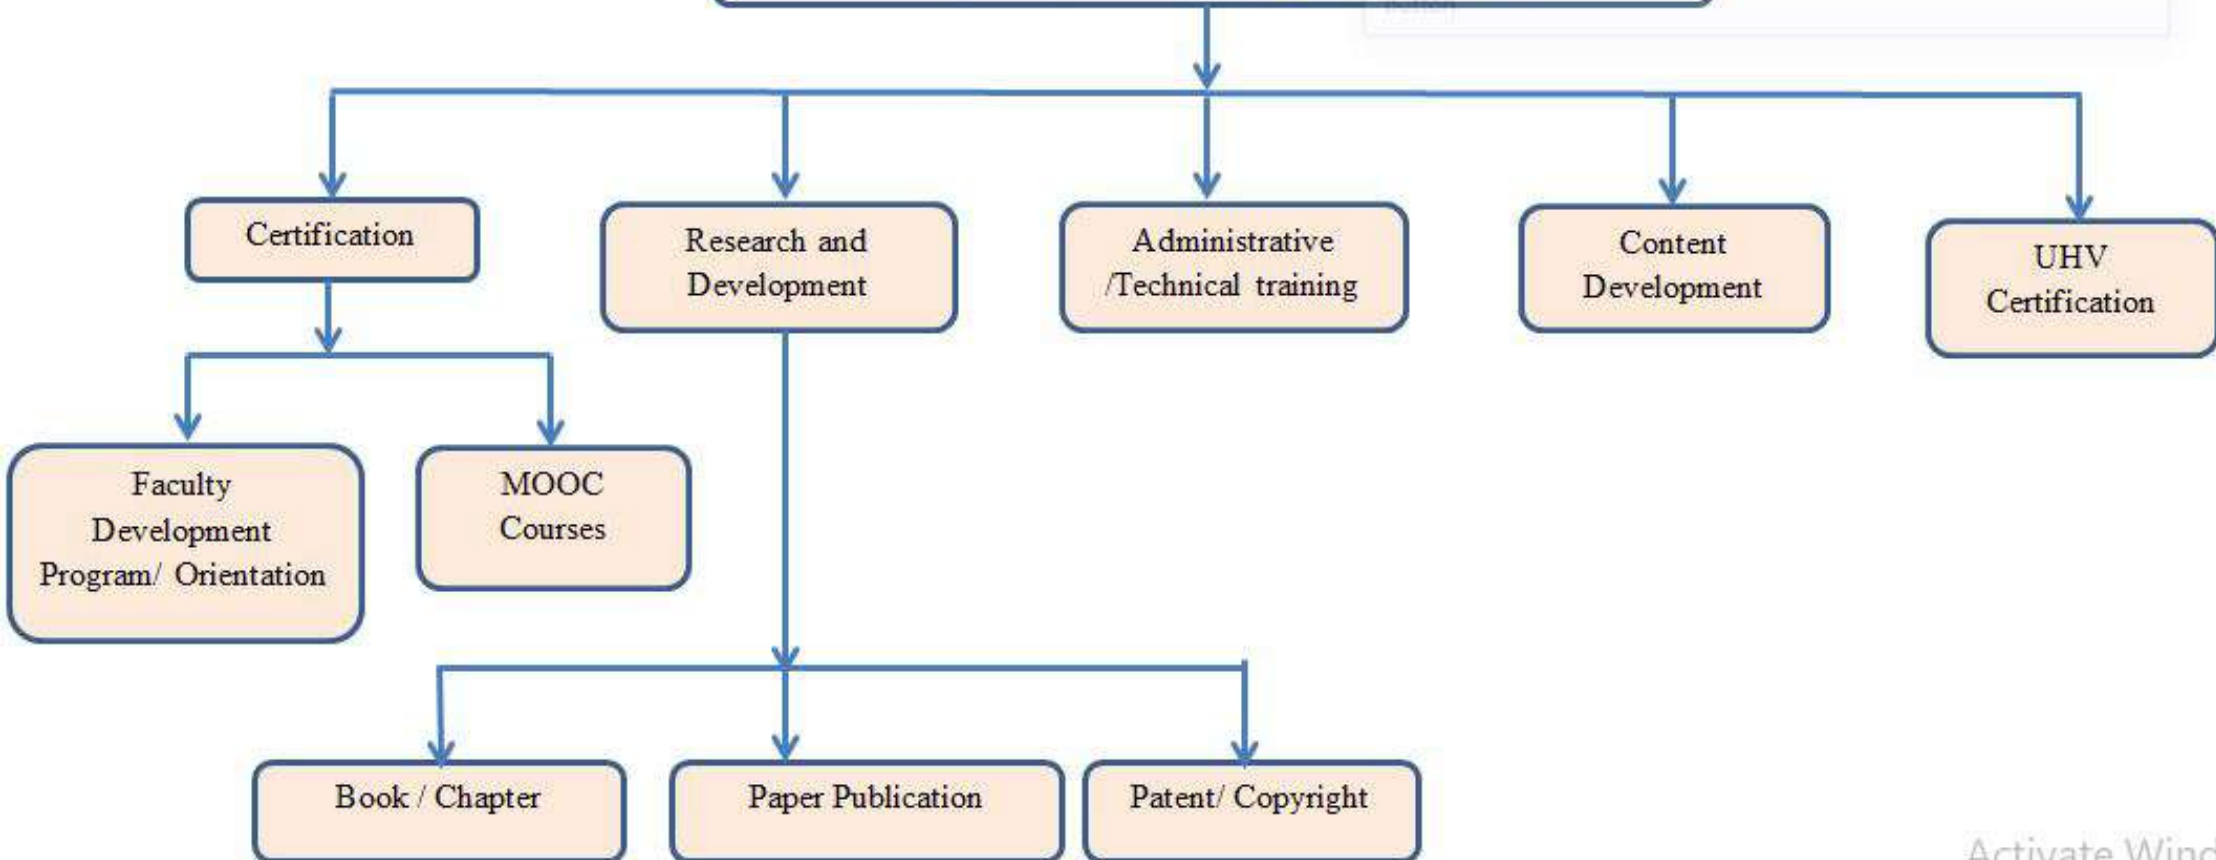 Certification
Research and
Development
Administrative
/Technical training
Content
Development
UHV
Certification
Faculty
Development
Program/ Orientation
MOOC
Courses
Book / Chapter
Paper Publication
Patent/ Copyright
Activate Wind